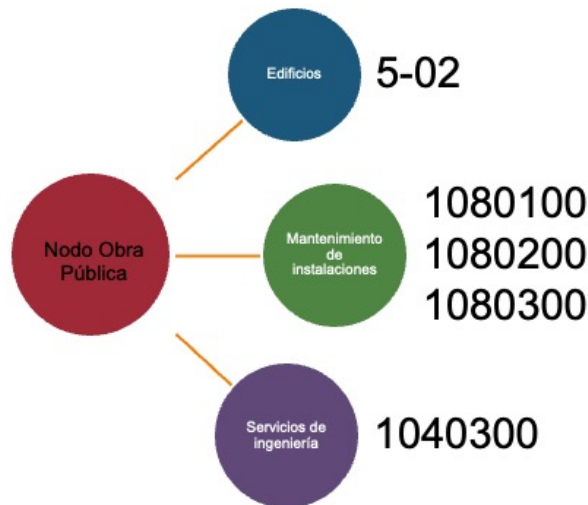 Edificios
5-02
Nodo Obra
Pública
Mantenimiento
de
instalaciones
1080100
1080200
1080300
Servicios de
ingeniería
1040300